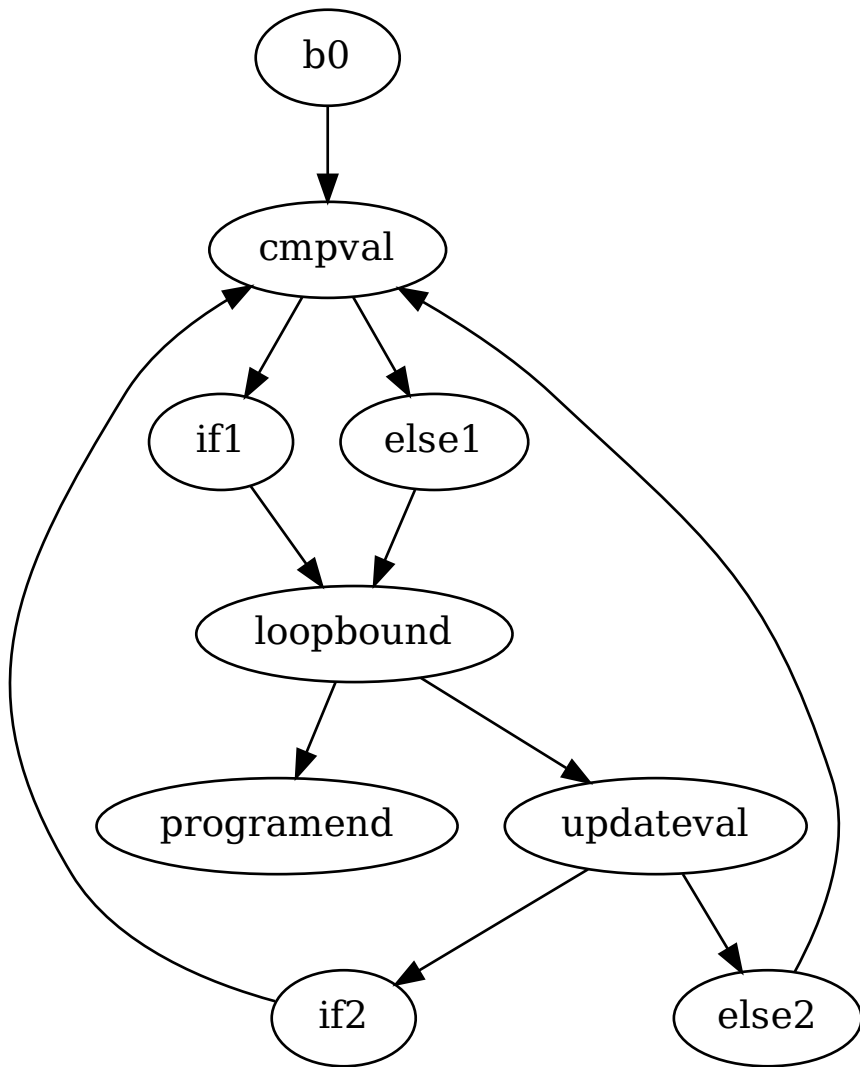 b0
cmpval
if1
else1
loopbound
programend
updateval
if2
else2